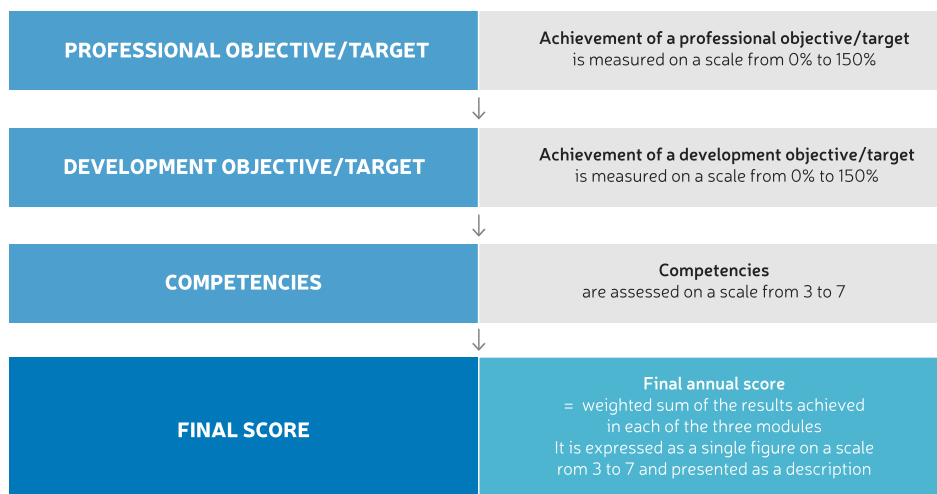 PROFESSIONAL OBJECTIVE/TARGET
Achievement of a professional objective/target
is measured on a scale from 0% to 150%
DEVELOPMENT OBJECTIVE/TARGET
Achievement of a development objective/target
is measured on a scale from 0% to 150%
COMPETENCIES
Competencies
are assessed on a scale from 3 to 7
FINAL SCORE
Final annual score
= weighted sum of the results achieved
in each of the three modules
It is expressed as a single figure on a scale
rom 3 to 7 and presented as a description